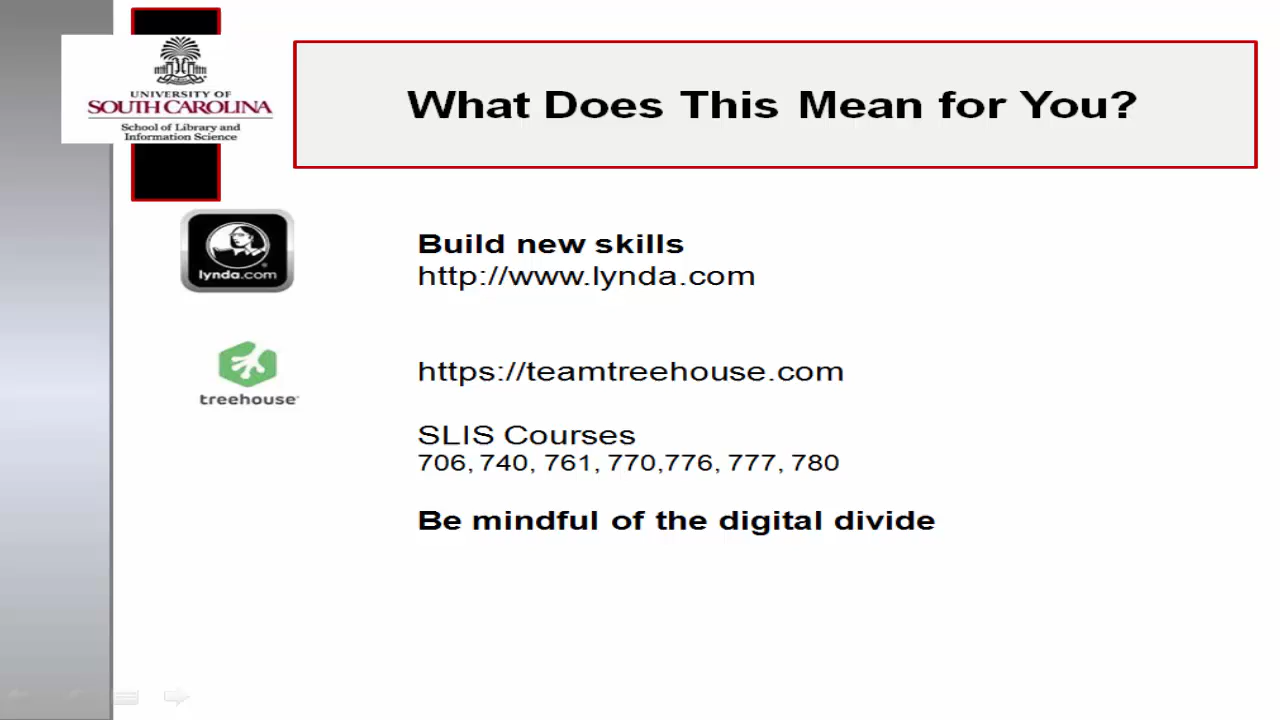 UNIVERSITY OF
SOUTH CAROLINA
School of Library and
Information Science
What Does This Mean for You?
lynda.com
Build new skills
http://www.lynda.com
treehouse
https://teamtreehouse.com
SLIS Courses
706, 740, 761, 770,776, 777, 780
Be mindful of the digital divide